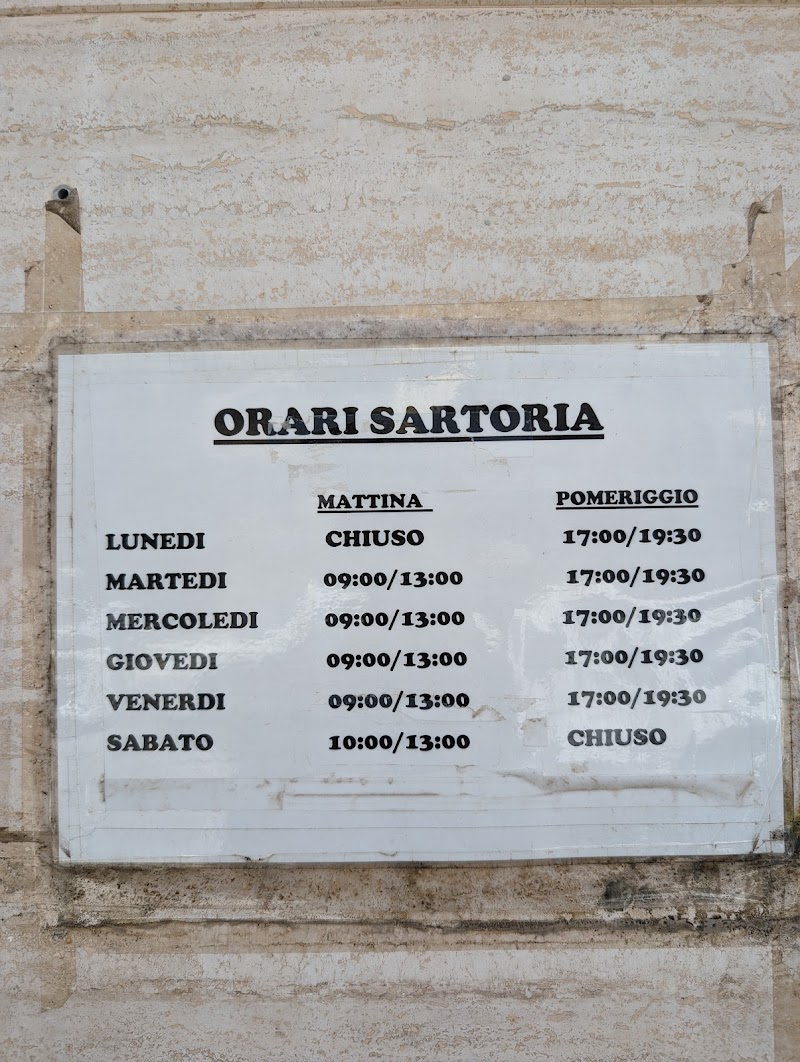 ORARI SARTORIA
MATTINA POMERIGGIO
LUNEDI CHIUSO 17:00/19:30
MARTEDI 09:00/13:00 17:00/19:30
MERCOLEDI 09:00/13:00 17:00/19:30
GIOVEDI 09:00/13:00 17:00/19:30
VENERDI 09:00/13:00 17:00/19:30
SABATO 10:00/13:00 CHIUSO